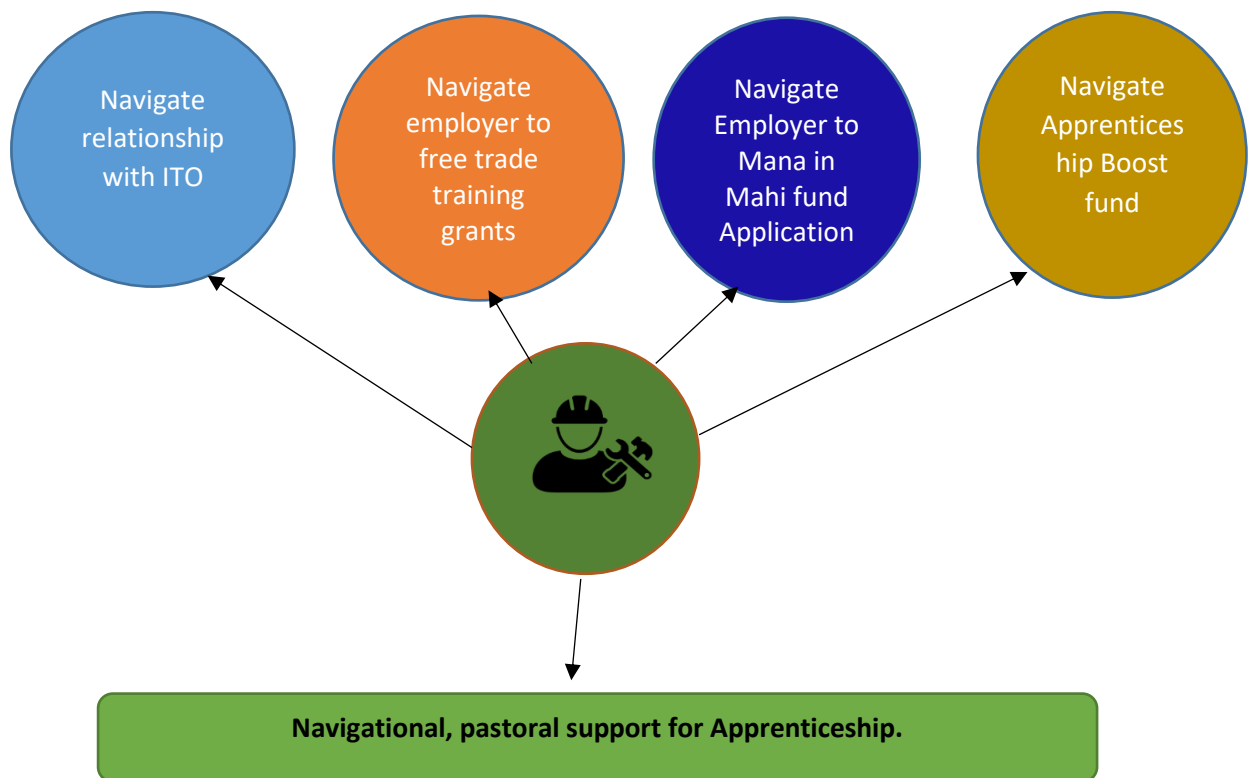 Navigate
relationship
with ITO
Navigate
employer to
free trade
training
grants
Navigate
Employer to
Mana in
Mahi fund
Application
Navigate
Apprentices
hip Boost
fund
Navigational, pastoral support for Apprenticeship.